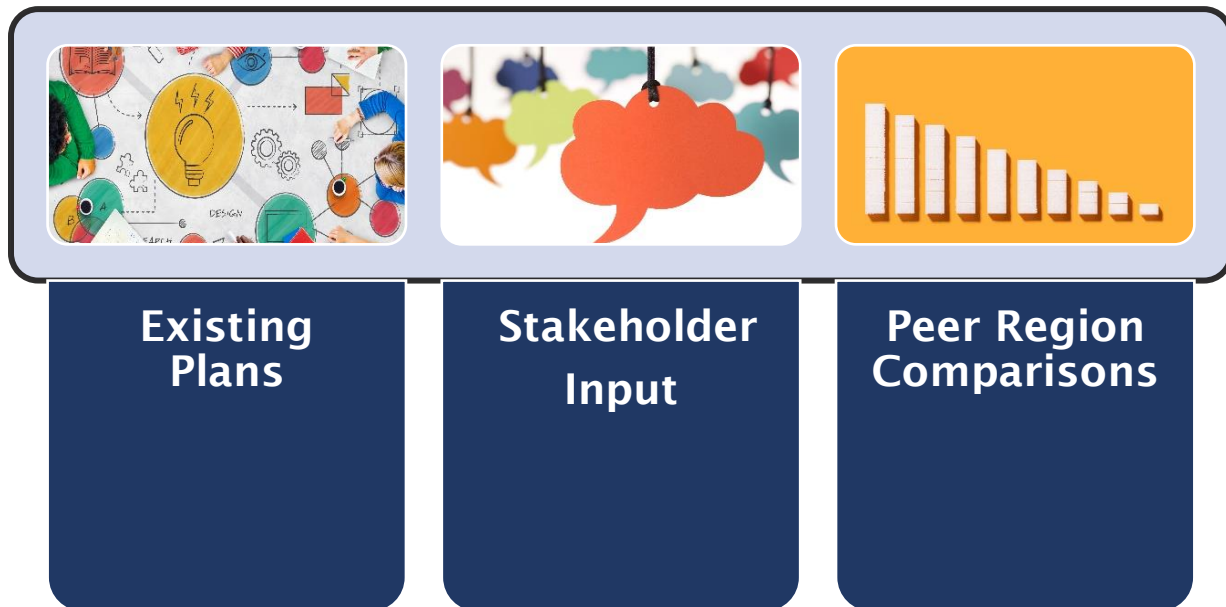 B
A
DESIGN
Existing
Plans
Stakeholder
Input
Peer Region
Comparisons